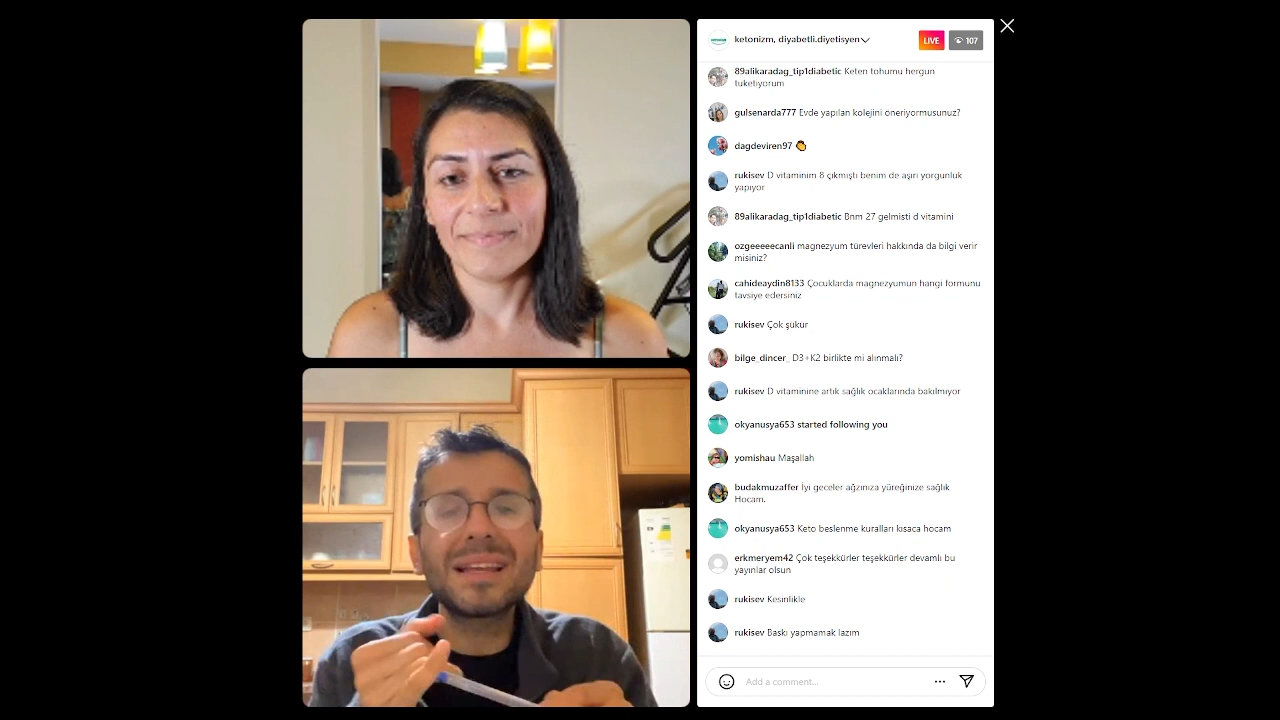 ketonizm, diyabetli.diyetisyen
LIVE
107
89alikaradag_tip1diabetic Keten tohumu hergun
tuketiyorum
gulsenarda777 Evde yapılan kolejini öneriyormusunuz?
dagdeviren97 👏
rukisev D vitaminim 8 çıkmıştı benim de aşırı yorgunluk
yapıyor
89alikaradag_tip1diabetic Bnm 27 gelmisti d vitamini
ozgeeeeecanli magnezyum türevleri hakkında da bilgi verir
misiniz?
cahideaydin8133 Çocuklarda magnezyumun hangi formunu
tavsiye edersiniz
rukisev Çok şükür
bilge_dincer_ D3+K2 birlikte mi alınmalı?
rukisev D vitaminine artık sağlık ocaklarında bakılmıyor
okyanusya653 started following you
yomishau Maşallah
budakmuzaffer İyi geceler ağzınıza yüreğinize sağlık
Hocam.
okyanusya653 Keto beslenme kuralları kısaca hocam
erkmeryem42 Çok teşekkürler teşekkürler devamlı bu
yayınlar olsun
rukisev Kesinlikle
rukisev Baskı yapmamak lazım
Add a comment...